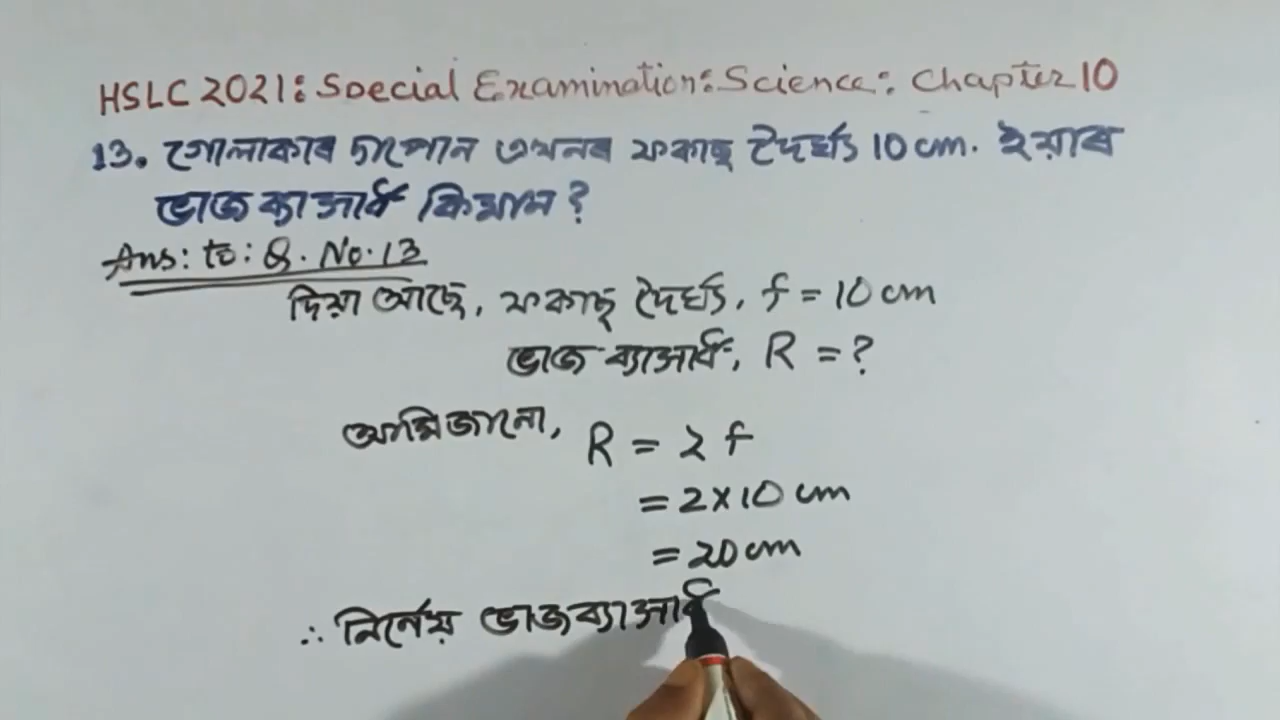 HSLC 2021: Special Examination: Science: Chapter 10
13. গোলাকাৰ দাপোন এখনৰ ফকাছ দৈৰ্ঘ্য 10 cm. ইয়াৰ
ভাজ ব্যাসাৰ্ধ কিমান?
Ans: to: Q. No. 13
দিয়া আছে, ফকাছ দৈৰ্ঘ্য, f = 10 cm
ভাজ ব্যাসাৰ্ধ, R = ?
আমি জানো, R = 2 f
= 2 × 10 cm
= 20 cm
∴ নিৰ্ণেয় ভাজব্যাসাৰ্ধ